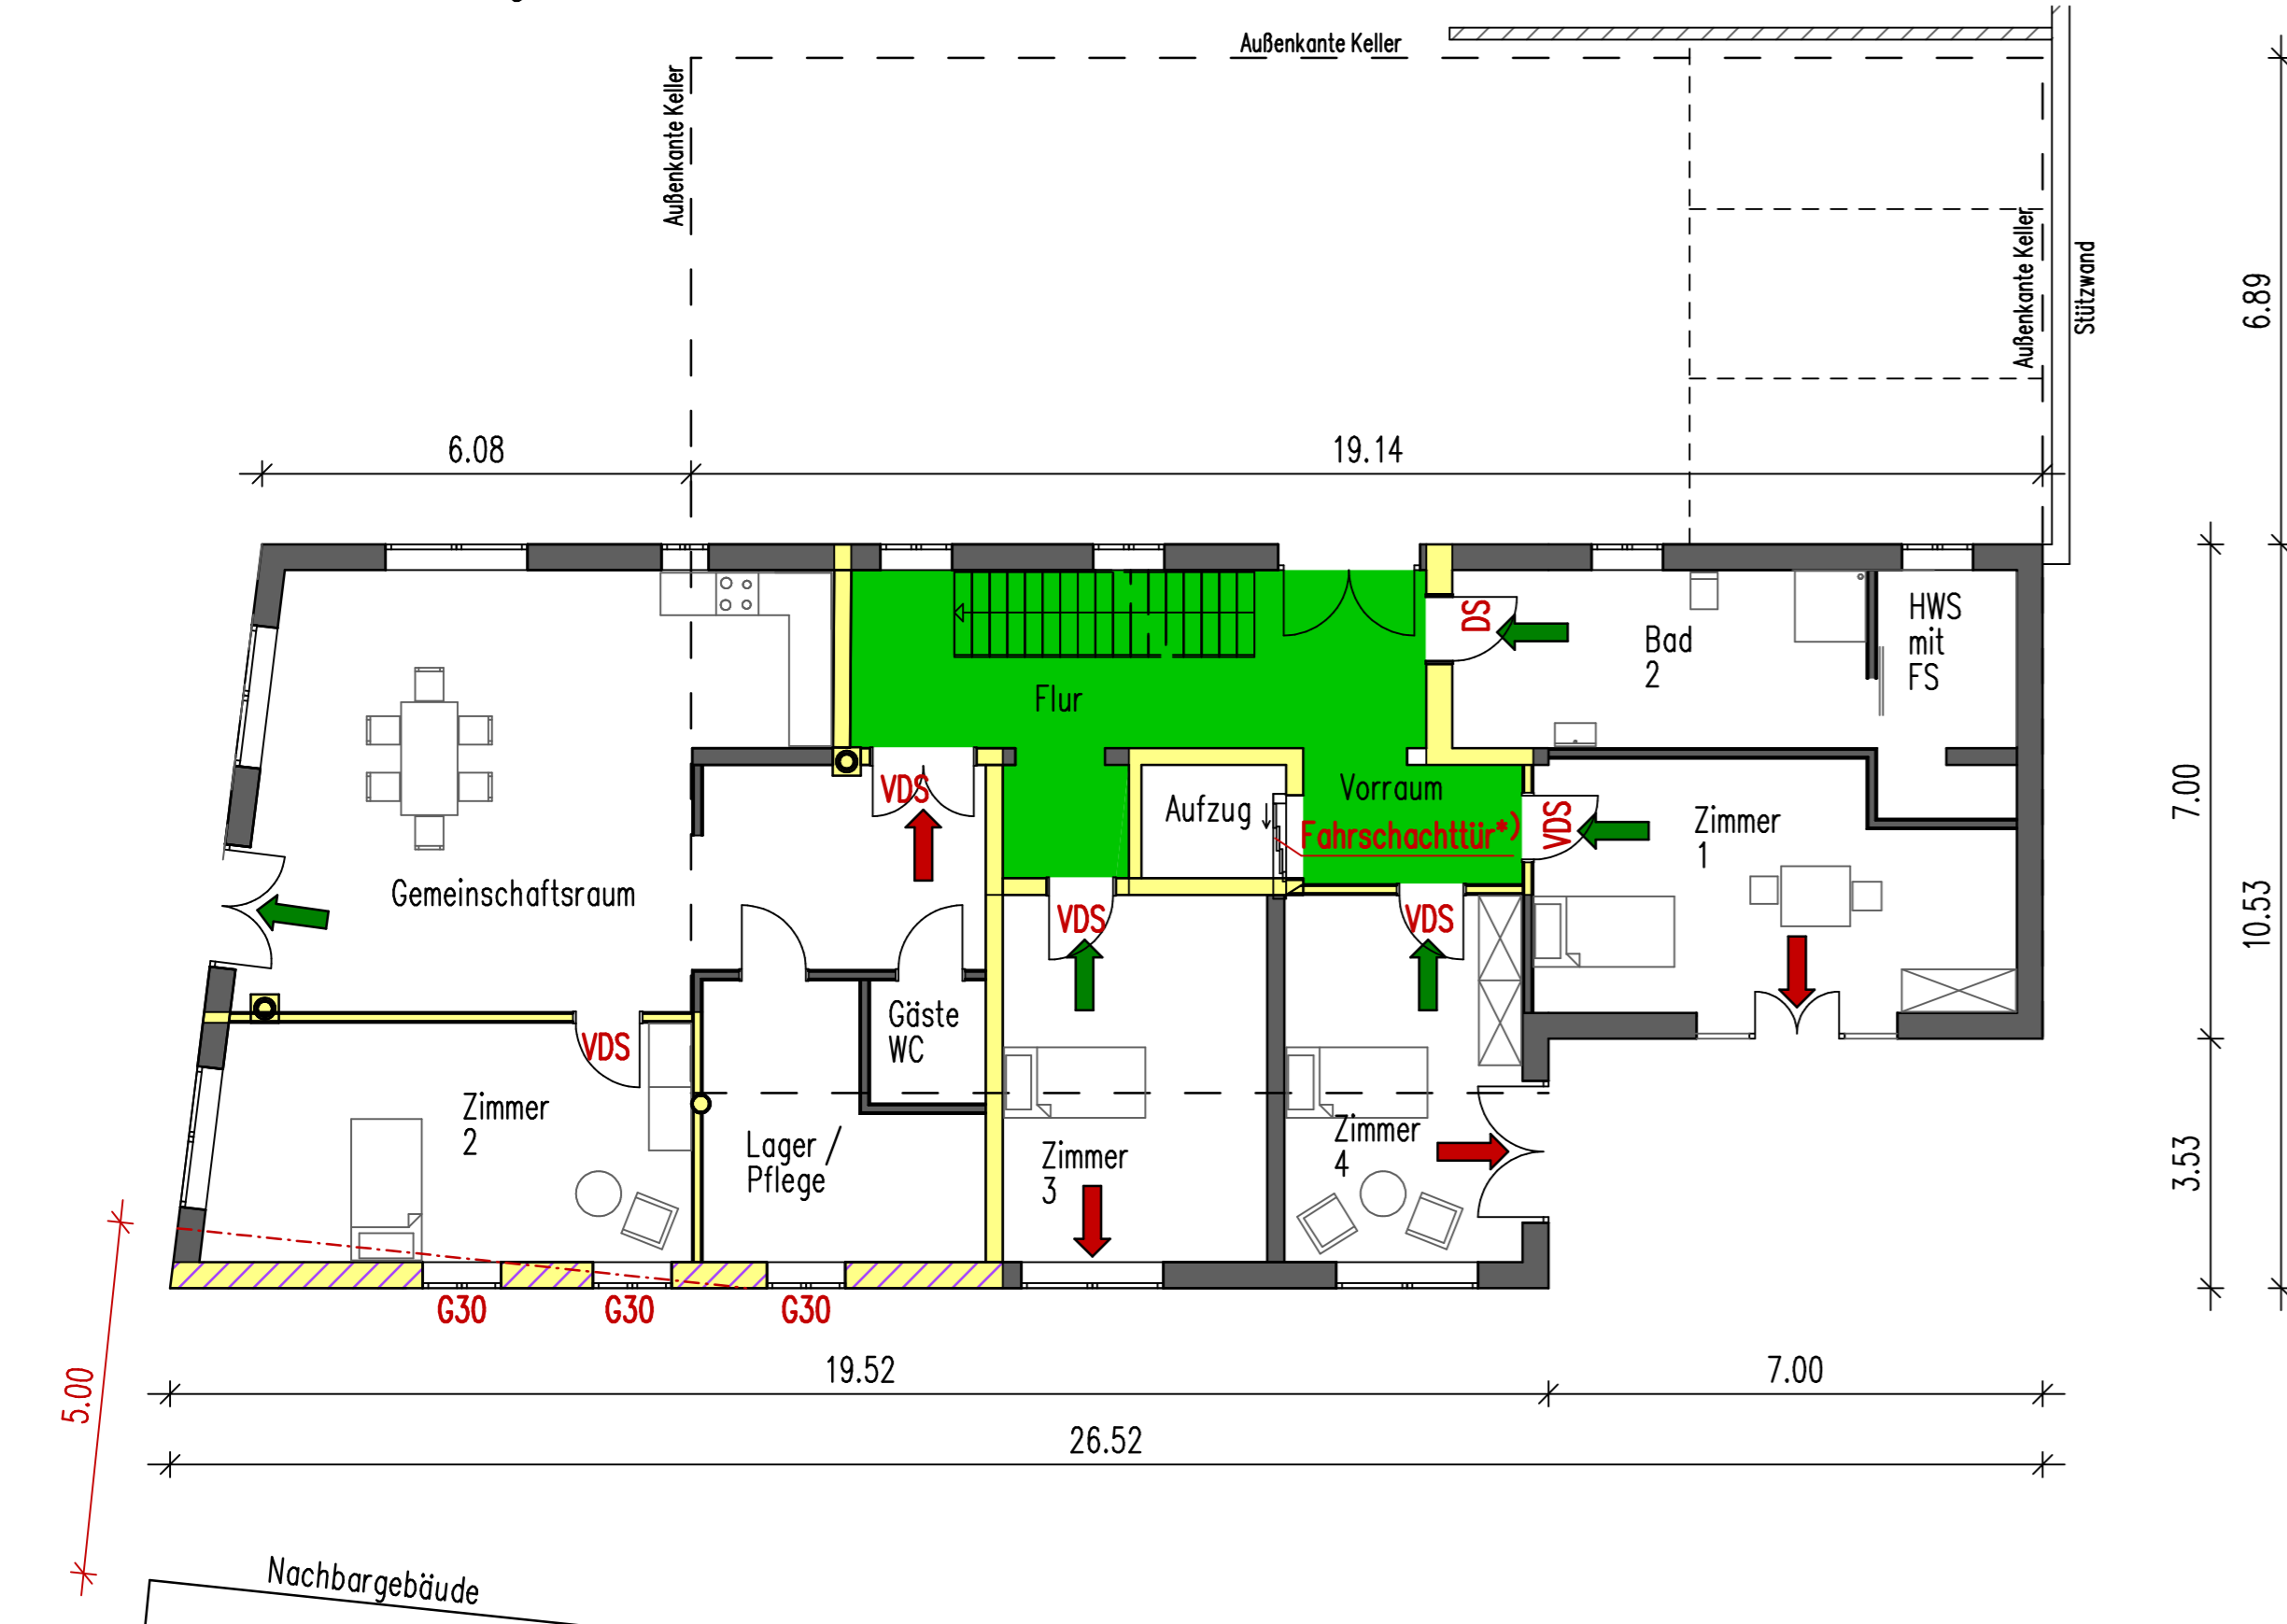 Außenkante Keller
Außenkante Keller
Außenkante Keller
Stützwand
6.89
6.08
19.14
HWS
mit
FS
DS
Bad
2
Flur
VDS
Aufzug
Vorraum
Fahrschachttür*)
VDS
Zimmer
1
7.00
Gemeinschaftsraum
VDS
VDS
10.53
Gäste
WC
VDS
Zimmer
2
Lager /
Pflege
Zimmer
3
Zimmer
4
3.53
G30
G30
G30
5.00
19.52
7.00
26.52
Nachbargebäude